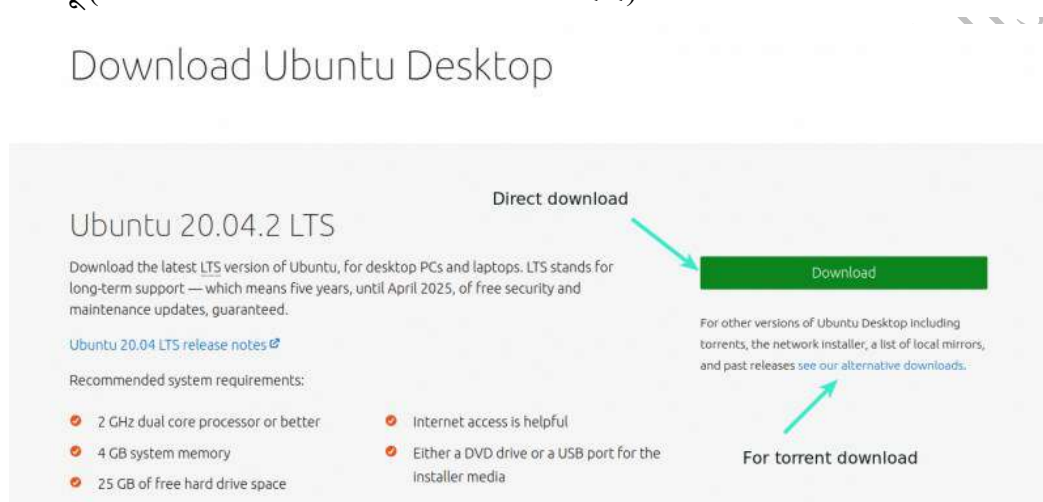 Download Ubuntu Desktop
Direct download
Ubuntu 20.04.2 LTS
Download the latest LTS version of Ubuntu, for desktop PCs and laptops. LTS stands for
long-term support — which means five years, until April 2025, of free security and
maintenance updates, guaranteed.
Ubuntu 20.04 LTS release notes
Recommended system requirements:
2 GHz dual core processor or better
4 GB system memory
25 GB of free hard drive space
Internet access is helpful
Either a DVD drive or a USB port for the
installer media
Download
For other versions of Ubuntu Desktop including
torrents, the network installer, a list of local mirrors,
and past releases see our alternative downloads.
For torrent download